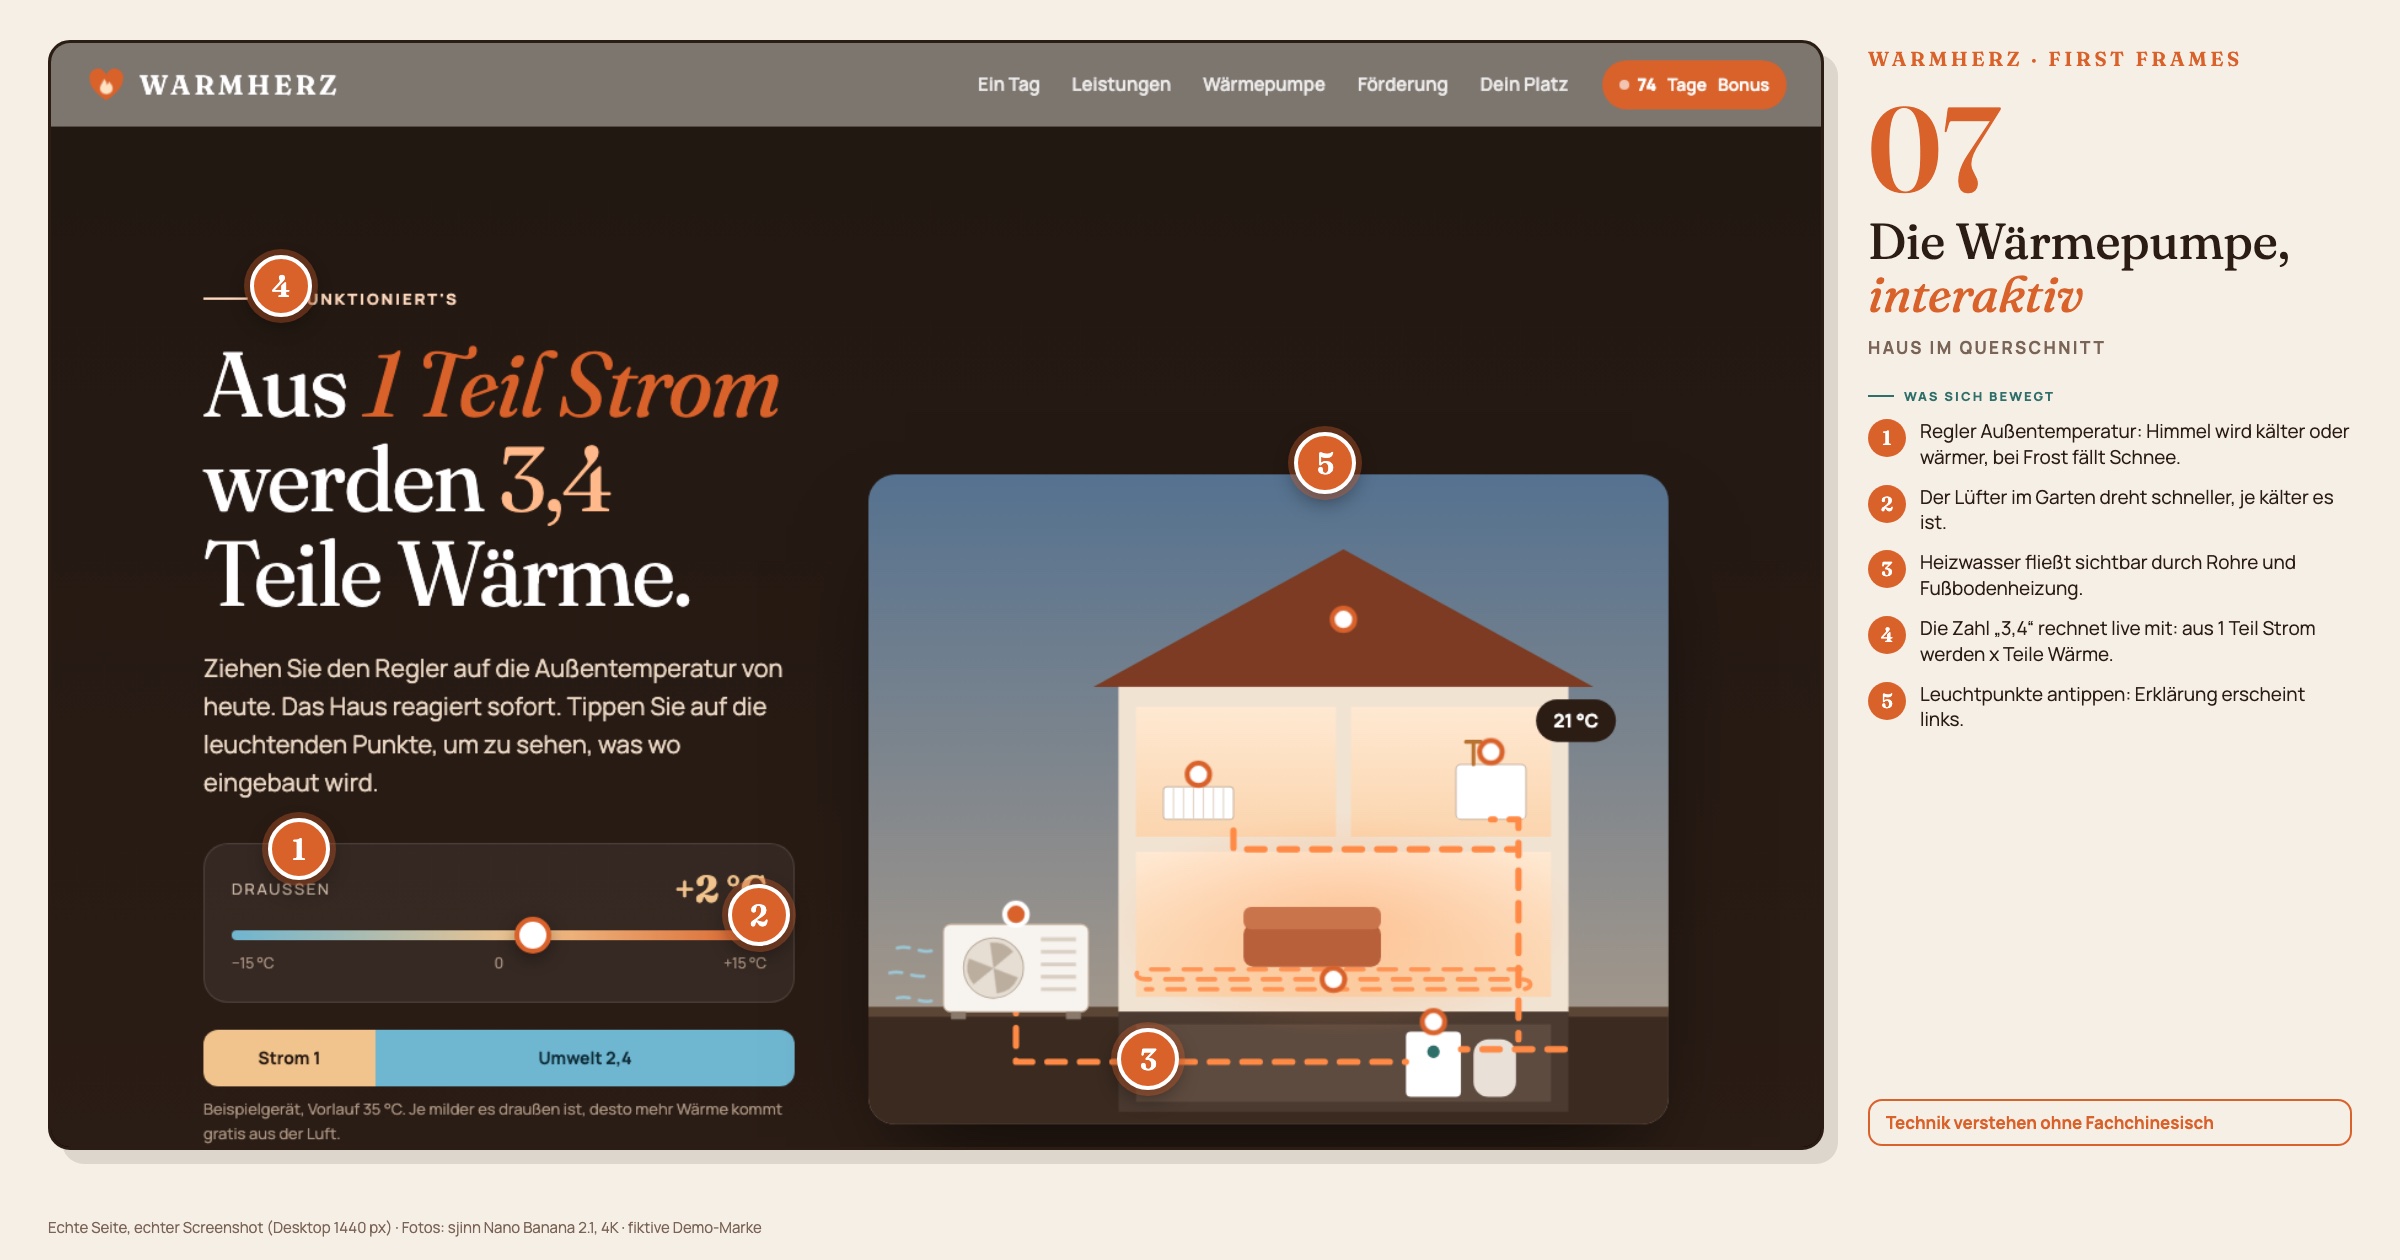 WARMHERZ
Ein Tag Leistungen Wärmepumpe Förderung Dein Platz 74 Tage Bonus
4
UNKTIONIERT'S
Aus 1 Teil Strom
werden 3,4
Teile Wärme.
Ziehen Sie den Regler auf die Außentemperatur von
heute. Das Haus reagiert sofort. Tippen Sie auf die
leuchtenden Punkte, um zu sehen, was wo
eingebaut wird.
1
DRAUSSEN
+2 °C
2
−15 °C 0 +15 °C
Strom 1 Umwelt 2,4
Beispielgerät, Vorlauf 35 °C. Je milder es draußen ist, desto mehr Wärme kommt
gratis aus der Luft.
5
21 °C
3
WARMHERZ · FIRST FRAMES
07
Die Wärmepumpe,
interaktiv
HAUS IM QUERSCHNITT
WAS SICH BEWEGT
1 Regler Außentemperatur: Himmel wird kälter oder
wärmer, bei Frost fällt Schnee.
2 Der Lüfter im Garten dreht schneller, je kälter es
ist.
3 Heizwasser fließt sichtbar durch Rohre und
Fußbodenheizung.
4 Die Zahl „3,4“ rechnet live mit: aus 1 Teil Strom
werden x Teile Wärme.
5 Leuchtpunkte antippen: Erklärung erscheint
links.
Technik verstehen ohne Fachchinesisch
Echte Seite, echter Screenshot (Desktop 1440 px) · Fotos: sjinn Nano Banana 2.1, 4K · fiktive Demo-Marke